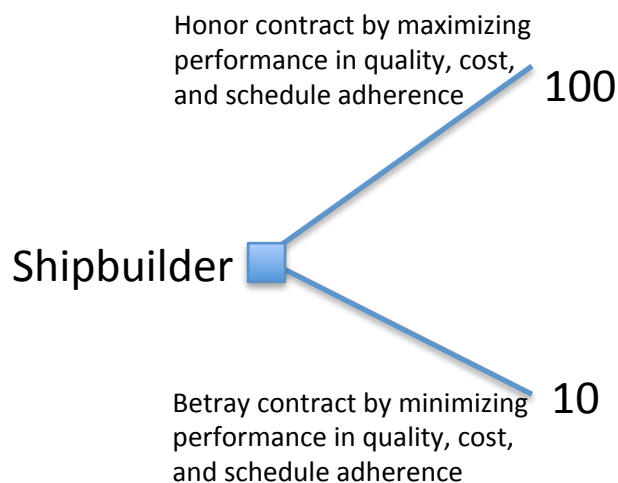 Honor contract by maximizing
performance in quality, cost,
and schedule adherence
100
Shipbuilder
Betray contract by minimizing
10
performance in quality, cost,
and schedule adherence